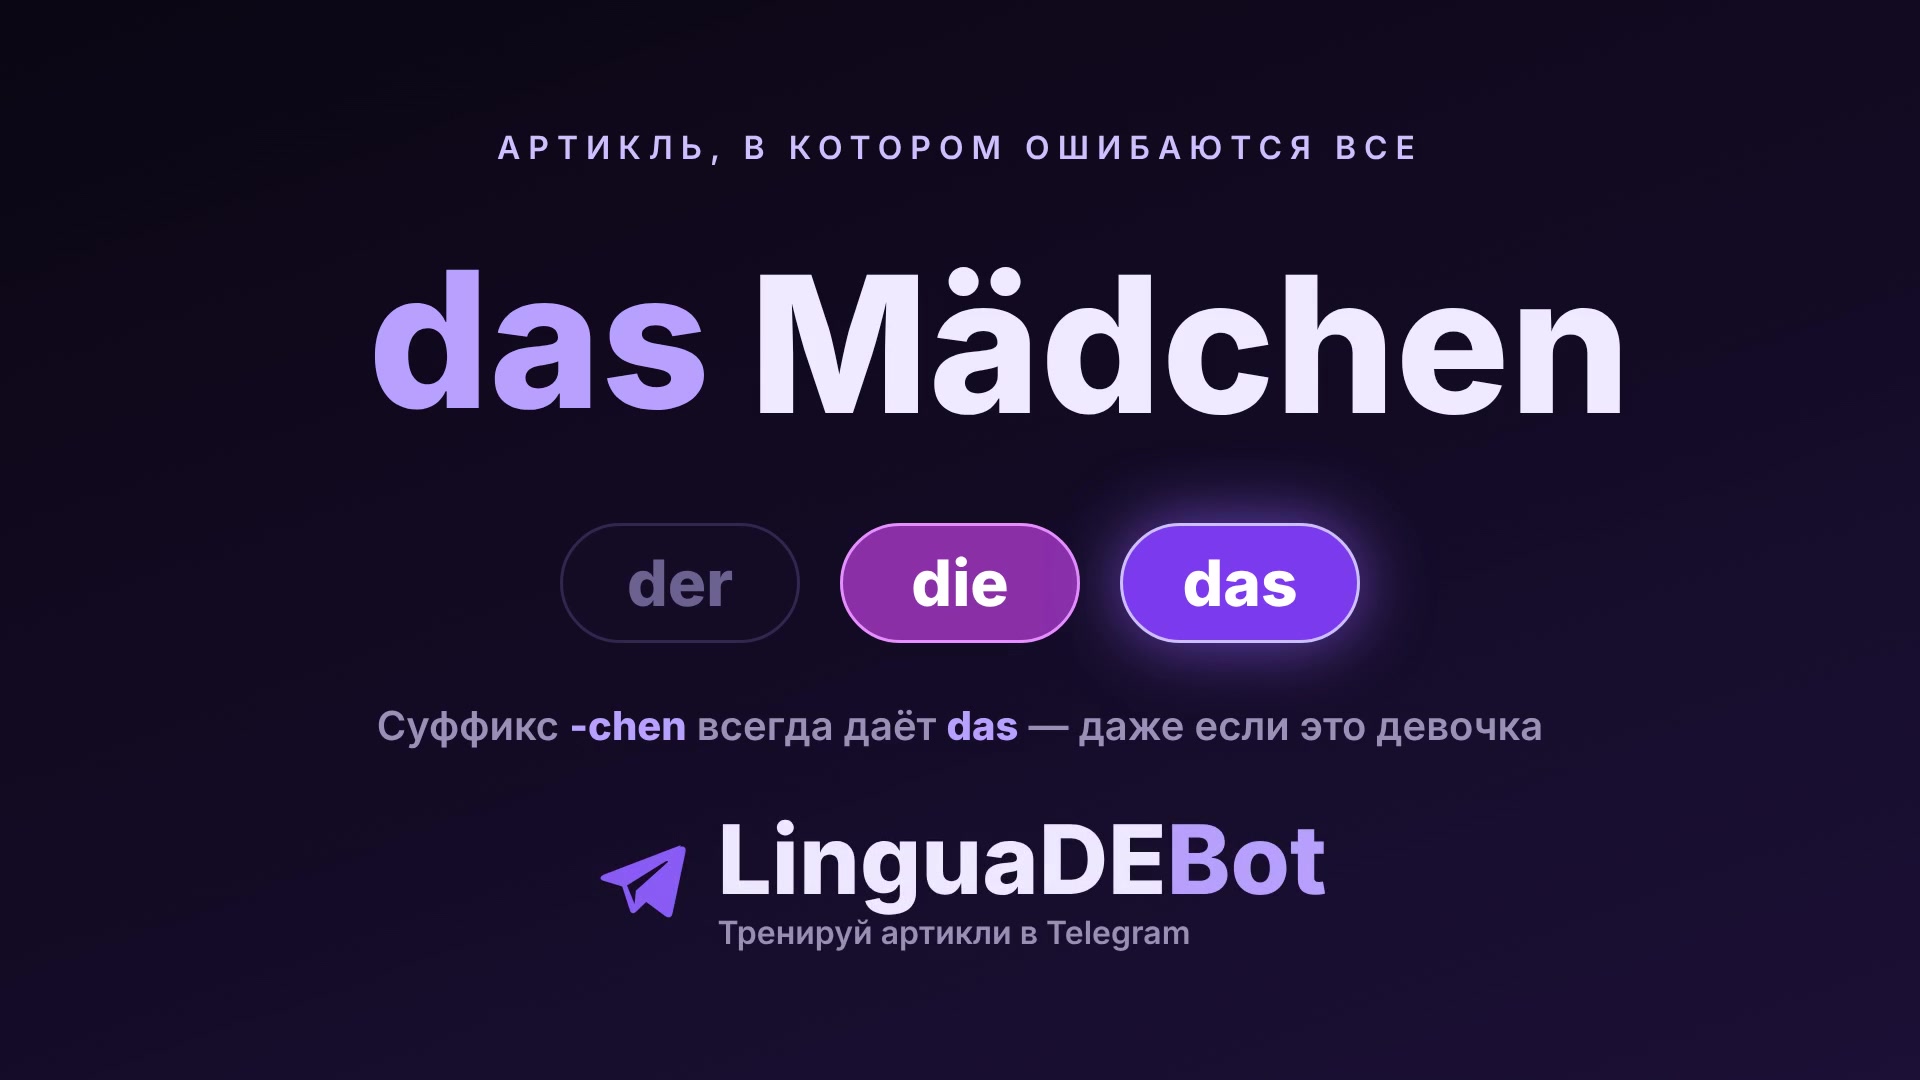 АРТИКЛЬ, В КОТОРОМ ОШИБАЮТСЯ ВСЕ
das Mädchen
der die das
Суффикс -chen всегда даёт das — даже если это девочка
LinguaDEBot
Тренируй артикли в Telegram